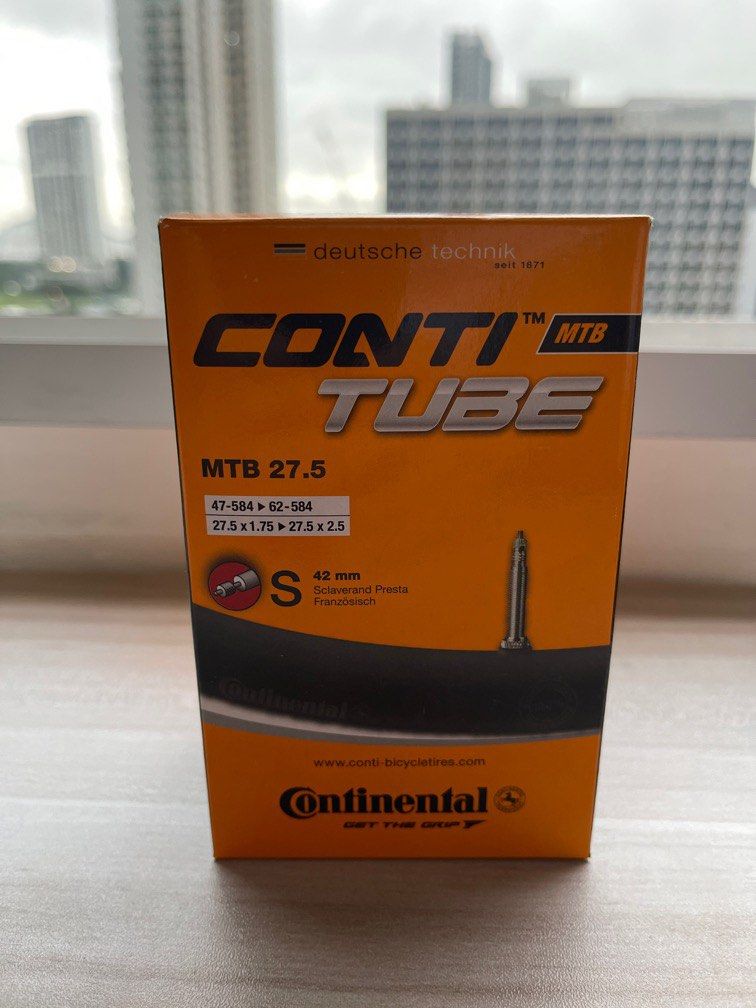 deutsche technik
seit 1871
CONTI™ MTB
TUBE
MTB 27.5
47-584 ▸ 62-584
27.5 x 1.75 ▸ 27.5 x 2.5
S 42 mm
Sclaverand Presta
Französisch
Continental
www.conti-bicycletires.com
Continental
GET THE GRIP